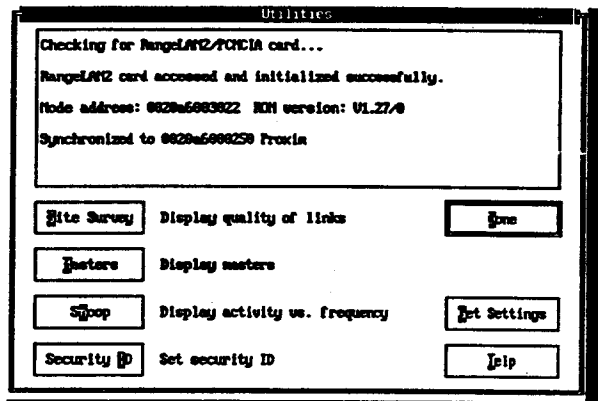 Utilities
Checking for RangeLAN2/PCMCIA card...
RangeLAN2 card accessed and initialized successfully.
Node address: 0020a6003022 ROM version: V1.27/0
Synchronized to 0020a6000250 Proxim
Site Survey Display quality of links Done
Masters Display masters
Swoop Display activity vs. frequency Net Settings
Security ID Set security ID Help